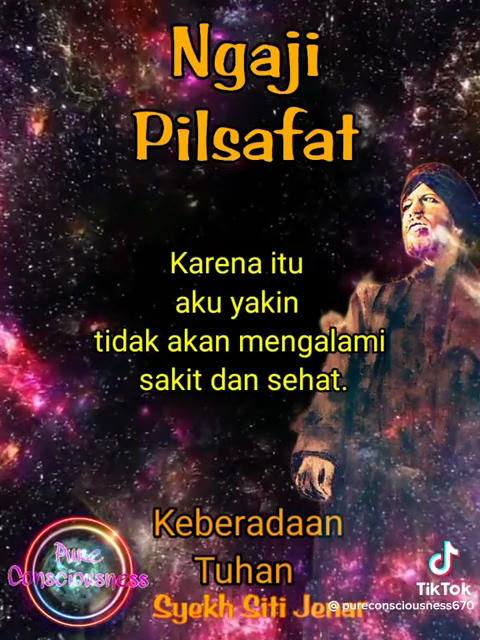 Ngaji
Pilsafat
Karena itu
aku yakin
tidak akan mengalami
sakit dan sehat.
Keberadaan
Tuhan
Syekh Siti Jenar
Pure
Consciousness
TikTok
@pureconsciousness670